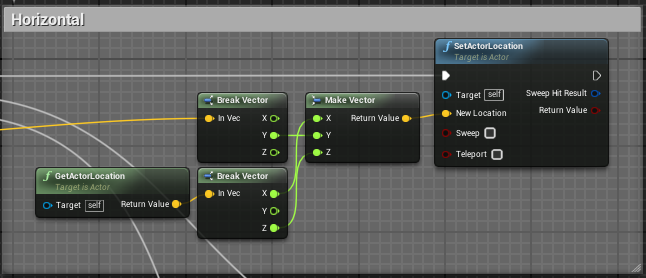 Horizontal
SetActorLocation
Target is Actor
Target self
Sweep Hit Result
New Location
Return Value
Sweep
Teleport
Break Vector
In Vec
X
Y
Z
Make Vector
X
Return Value
Y
Z
GetActorLocation
Target is Actor
Target self
Return Value
Break Vector
In Vec
X
Y
Z